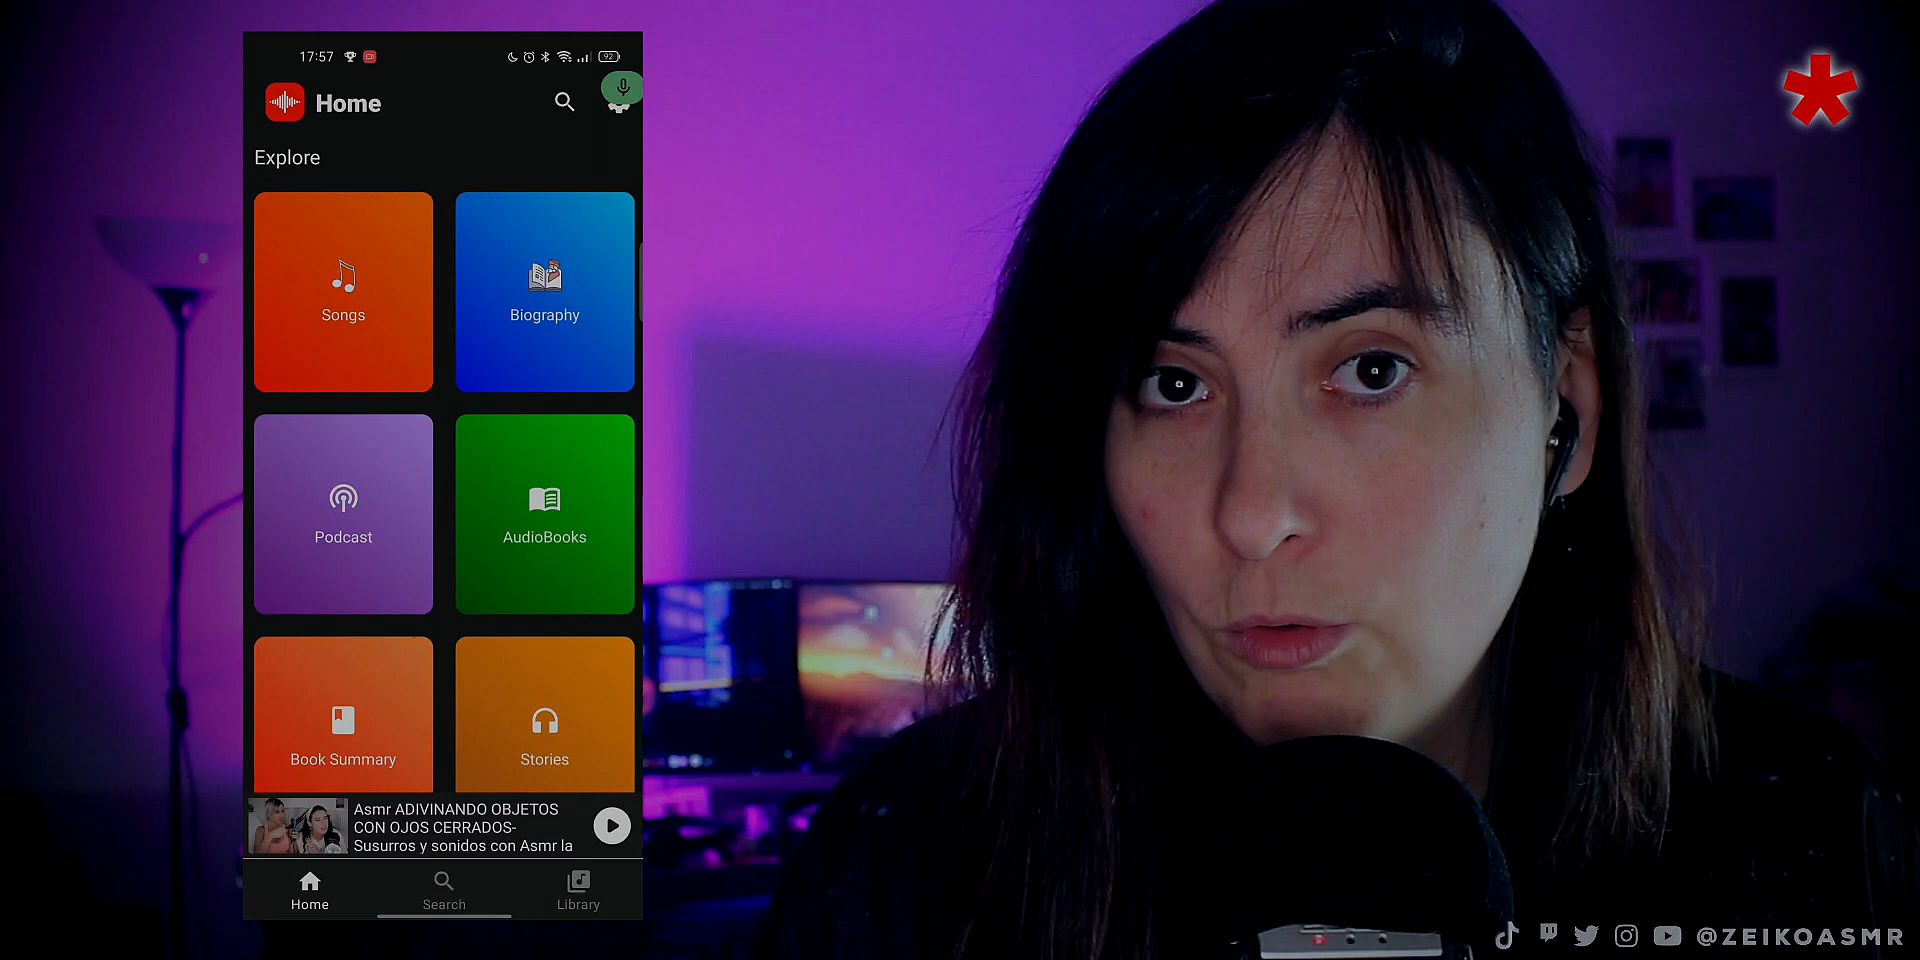 17:57
92
Home
Explore
Songs
Biography
Podcast
AudioBooks
Book Summary
Stories
Asmr ADIVINANDO OBJETOS
CON OJOS CERRADOS-
Susurros y sonidos con Asmr la
Home
Search
Library
@ZEIKOASMR